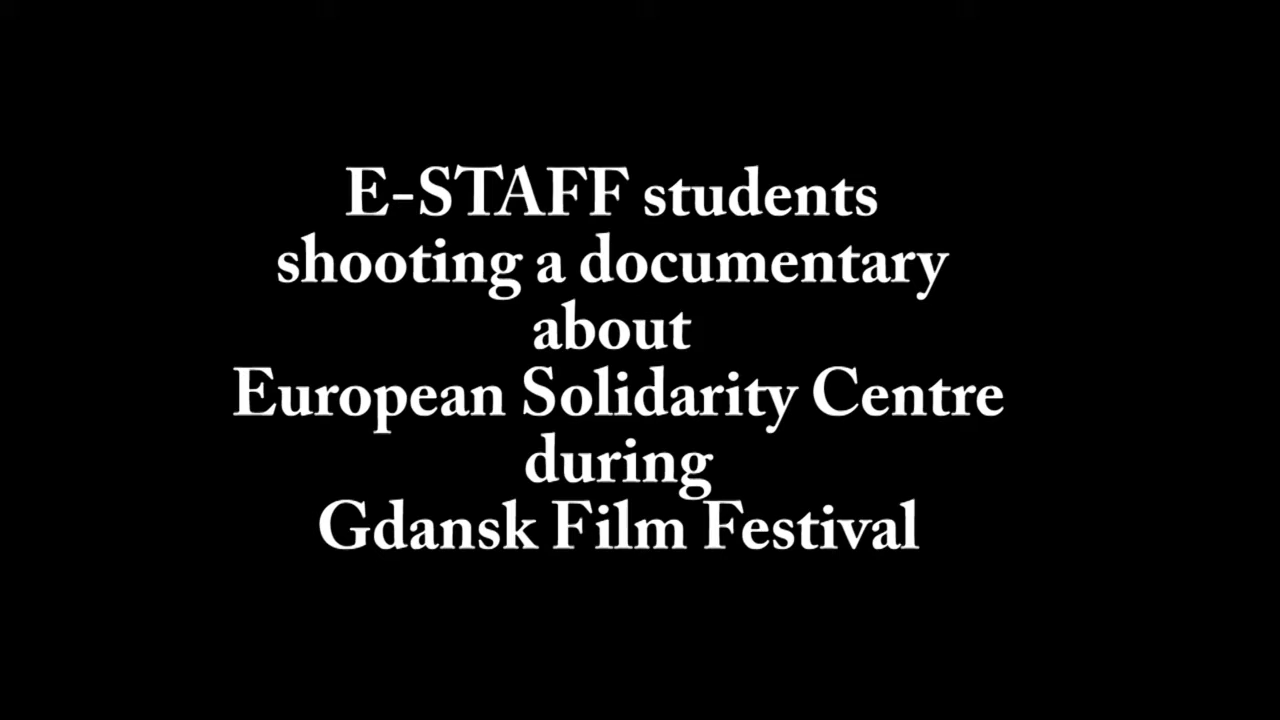 E-STAFF students
shooting a documentary
about
European Solidarity Centre
during
Gdansk Film Festival